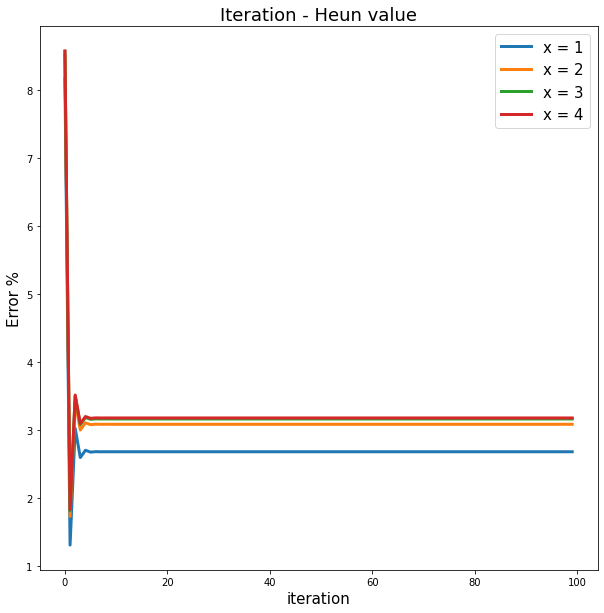 Iteration - Heun value
x = 1
x = 2
x = 3
x = 4
Error %
8
7
6
5
4
3
2
1
0 20 40 60 80 100
iteration